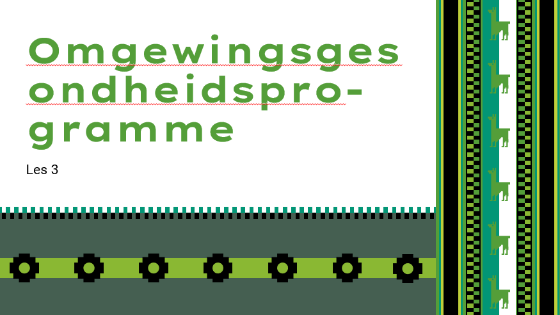 Omgewingsges
ondheidspro-
gramme
Les 3